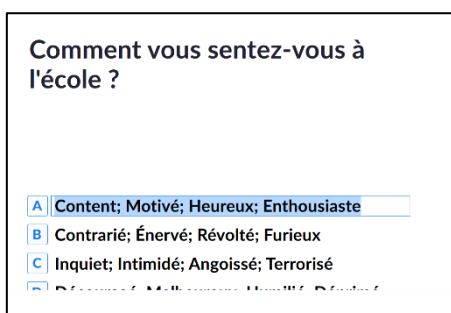 Comment vous sentez-vous à
l'école ?
A Content; Motivé; Heureux; Enthousiaste
B Contrarié; Énervé; Révolté; Furieux
C Inquiet; Intimidé; Angoissé; Terrorisé